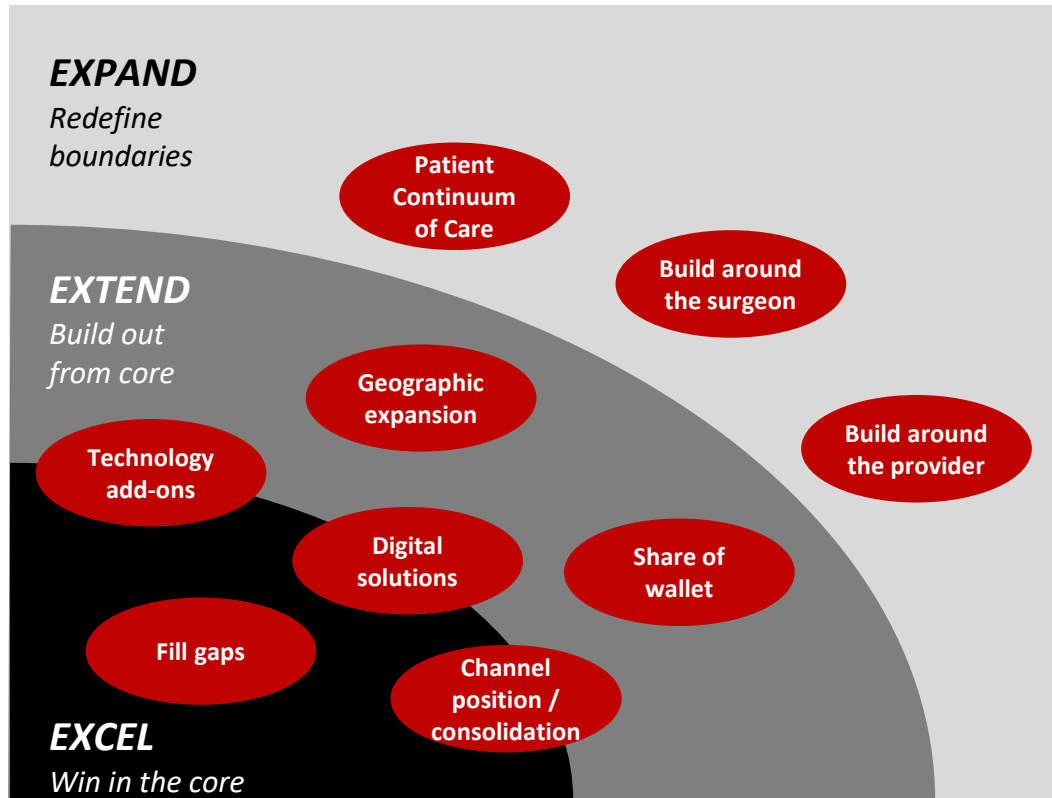 EXPAND
Redefine
boundaries
Patient
Continuum
of Care
Build around
the surgeon
EXTEND
Build out
from core
Geographic
expansion
Build around
the provider
Technology
add-ons
Digital
solutions
Share of
wallet
Fill gaps
Channel
position /
consolidation
EXCEL
Win in the core